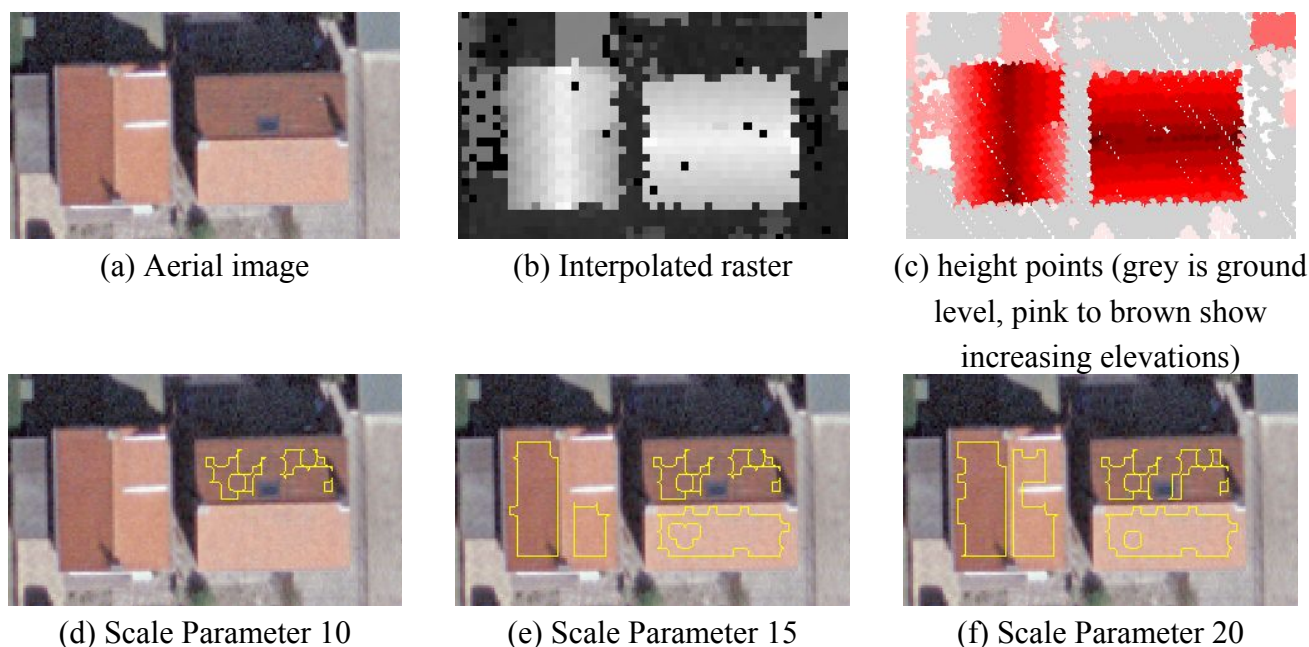 (a) Aerial image
(b) Interpolated raster
(c) height points (grey is ground
level, pink to brown show
increasing elevations)
(d) Scale Parameter 10
(e) Scale Parameter 15
(f) Scale Parameter 20